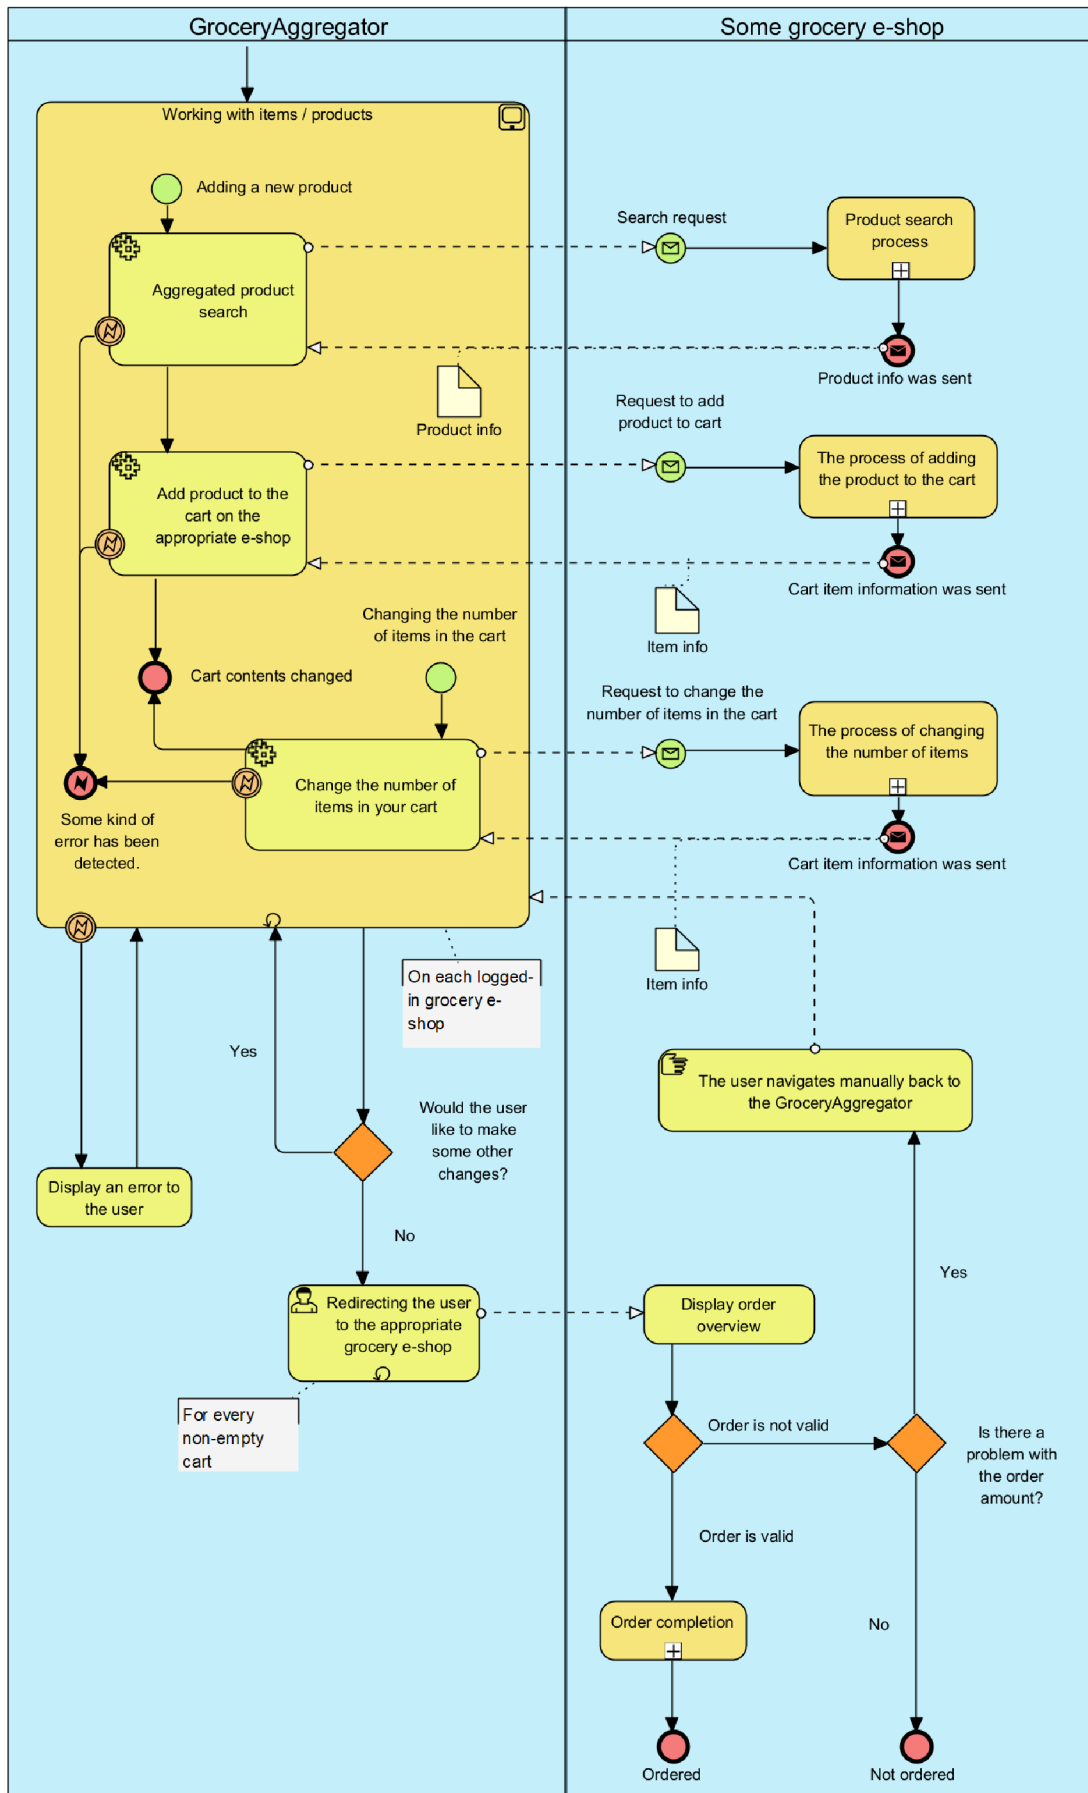 GroceryAggregator
Some grocery e-shop
Working with items / products
Adding a new product
Search request
Product search
process
Aggregated product
search
Product info was sent
Product info
Request to add
product to cart
The process of adding
the product to the cart
Add product to the
cart on the
appropriate e-shop
Cart item information was sent
Item info
Changing the number
of items in the cart
Cart contents changed
Request to change the
number of items in the cart
The process of changing
the number of items
Change the number of
items in your cart
Some kind of
error has been
detected.
Cart item information was sent
Item info
On each logged-
in grocery e-
shop
Yes
The user navigates manually back to
the GroceryAggregator
Would the user
like to make
some other
changes?
Display an error to
the user
No
Yes
Redirecting the user
to the appropriate
grocery e-shop
Display order
overview
For every
non-empty
cart
Order is not valid
Is there a
problem with
the order
amount?
Order is valid
Order completion
No
Ordered
Not ordered